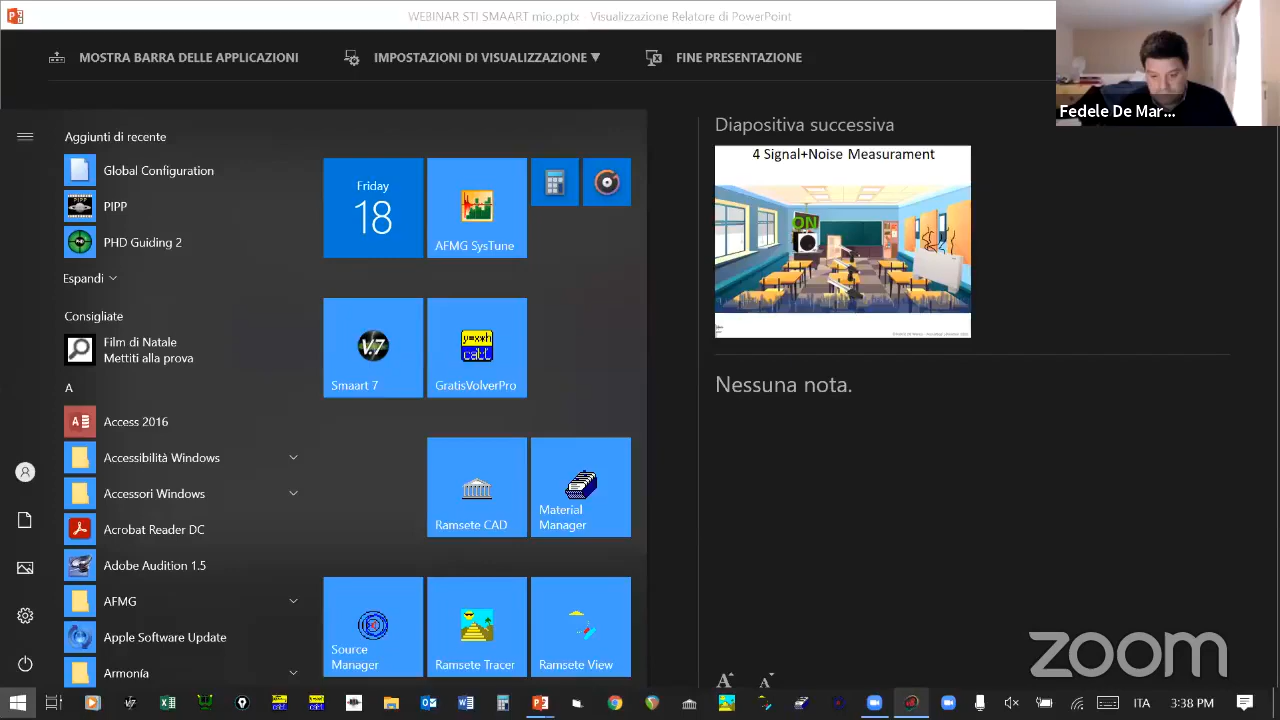 WEBINAR STI SMAART mio.pptx - Visualizzazione Relatore di PowerPoint
MOSTRA BARRA DELLE APPLICAZIONI
IMPOSTAZIONI DI VISUALIZZAZIONE ▼
FINE PRESENTAZIONE
Fedele De Mar...
Aggiunti di recente
Global Configuration
PIPP
PIPP
PHD Guiding 2
Espandi
Consigliate
Film di Natale
Mettiti alla prova
A
Access 2016
Accessibilità Windows
Accessori Windows
Acrobat Reader DC
Adobe Audition 1.5
AFMG
Apple Software Update
Armonía
Friday
18
AFMG SysTune
V.7
Smaart 7
y=x*h
catt
GratisVolverPro
Ramsete CAD
Material
Manager
Source
Manager
Ramsete Tracer
Ramsete View
Diapositiva successiva
4 Signal+Noise Measurament
ON
Nessuna nota.
A A
zoom
ITA
3:38 PM